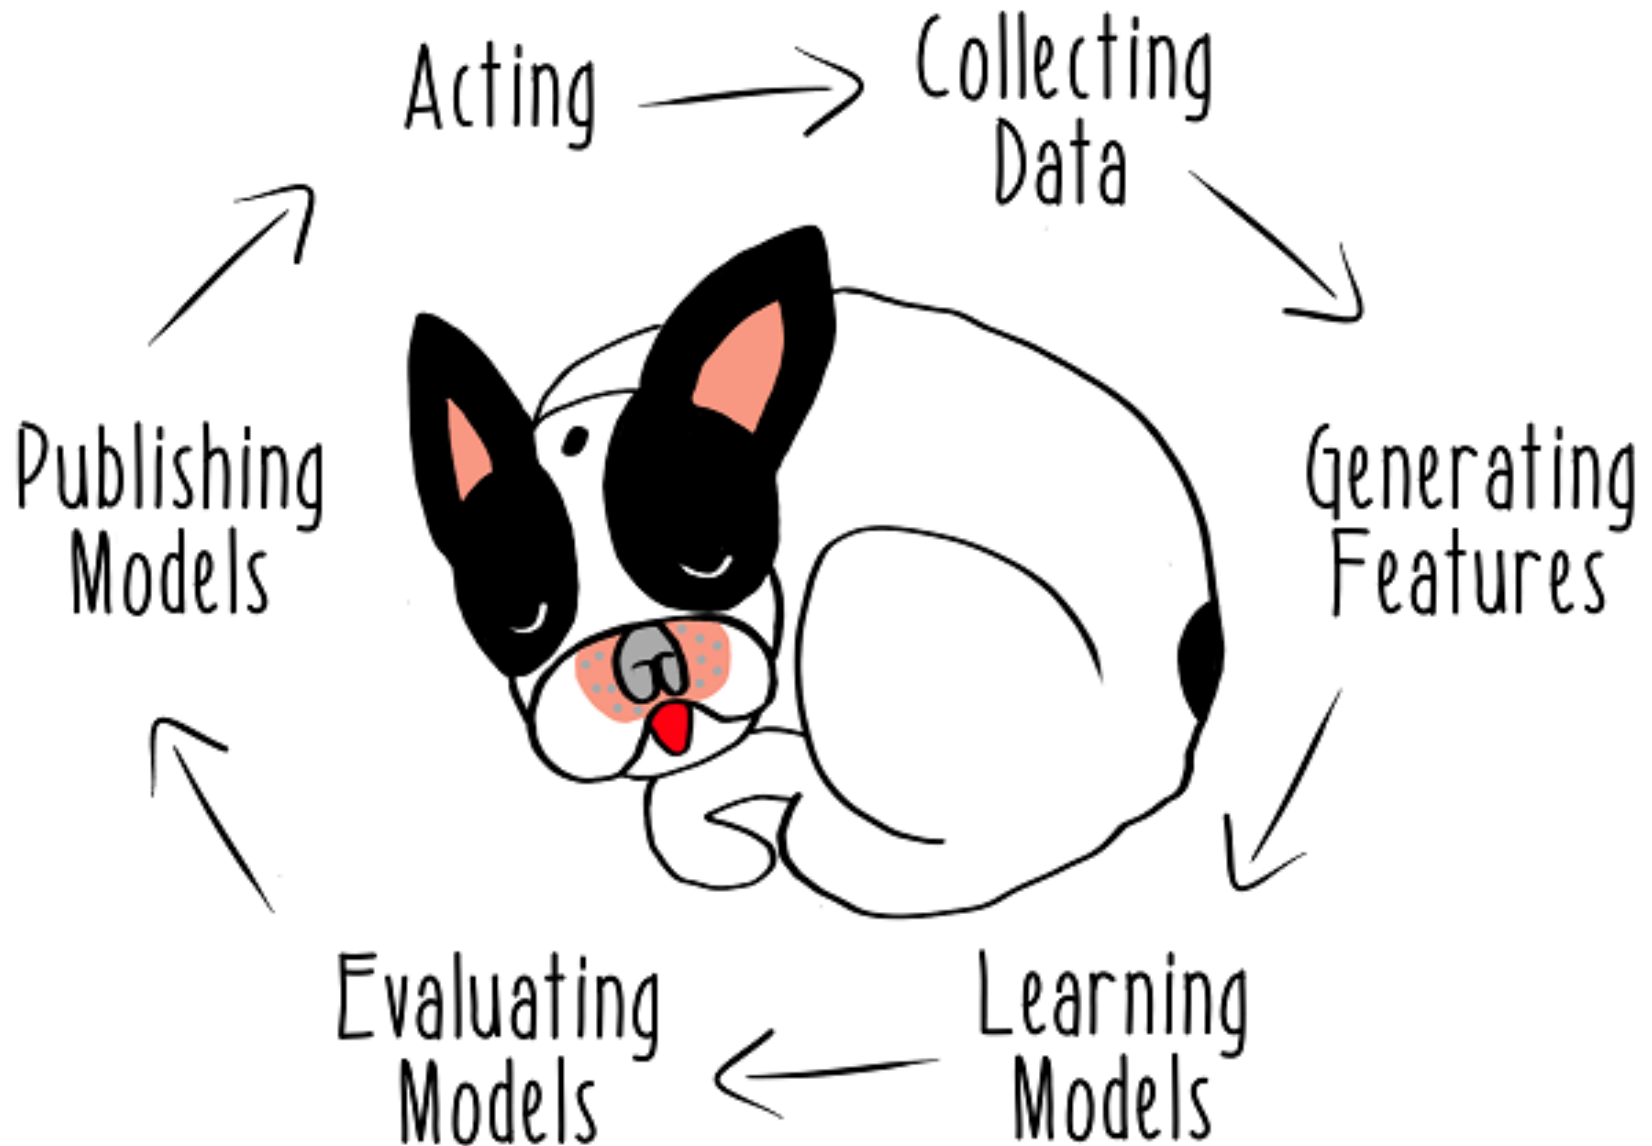 Acting
Collecting
Data
Generating
Features
Learning
Models
Evaluating
Models
Publishing
Models